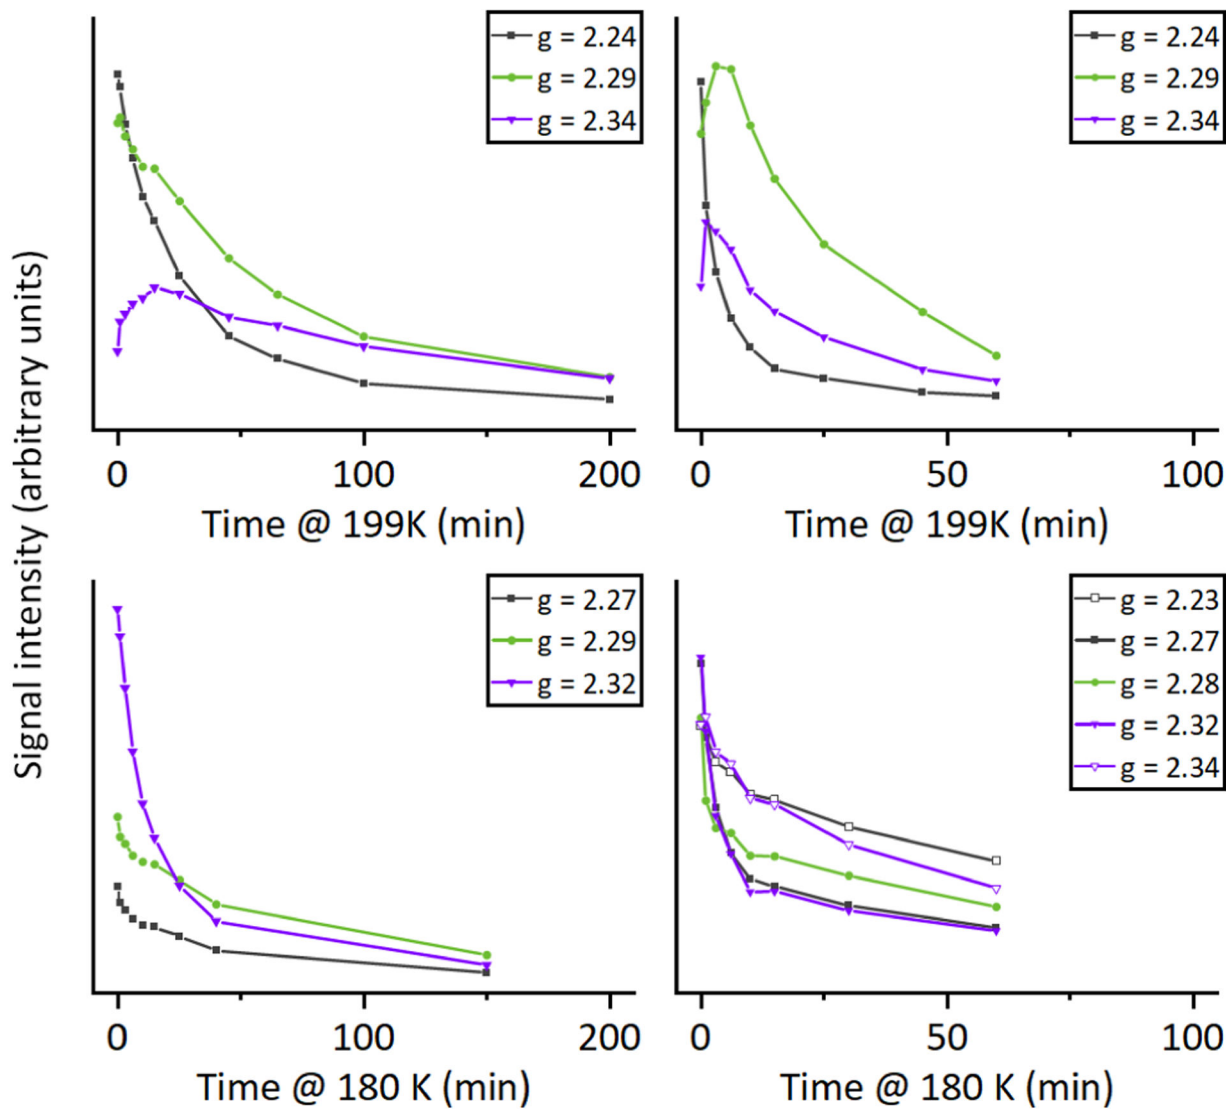 Signal intensity (arbitrary units)
g = 2.24
g = 2.29
g = 2.34
0 100 200
Time @ 199K (min)
g = 2.24
g = 2.29
g = 2.34
0 50 100
Time @ 199K (min)
g = 2.27
g = 2.29
g = 2.32
0 100 200
Time @ 180 K (min)
g = 2.23
g = 2.27
g = 2.28
g = 2.32
g = 2.34
0 50 100
Time @ 180 K (min)